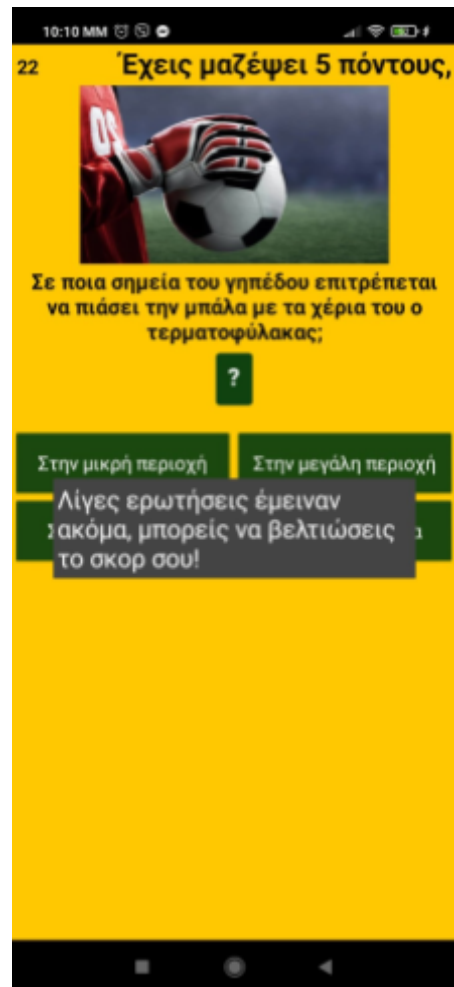 10:10 ΜΜ
22 Έχεις μαζέψει 5 πόντους,
Σε ποια σημεία του γηπέδου επιτρέπεται
να πιάσει την μπάλα με τα χέρια του ο
τερματοφύλακας;
?
Στην μικρή περιοχή Στην μεγάλη περιοχή
Λίγες ερωτήσεις έμειναν
ακόμα, μπορείς να βελτιώσεις
το σκορ σου!